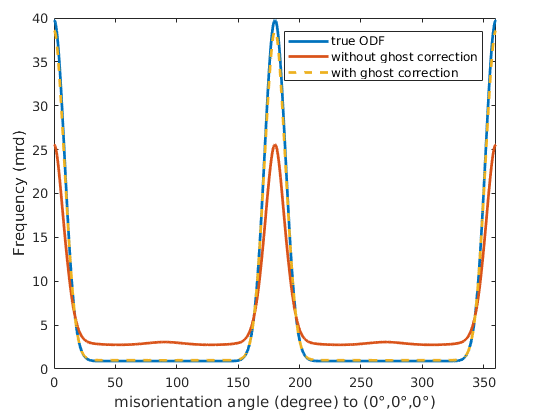 40
35
30
25
20
15
10
5
0
Frequency (mrd)
true ODF
without ghost correction
with ghost correction
0 50 100 150 200 250 300 350
misorientation angle (degree) to (0°,0°,0°)